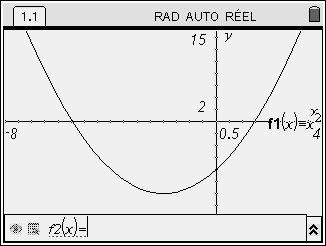 1.1 RAD AUTO RÉEL
15 y
2 x
-8 0.5 f1(x)=x2 4
f2(x)=